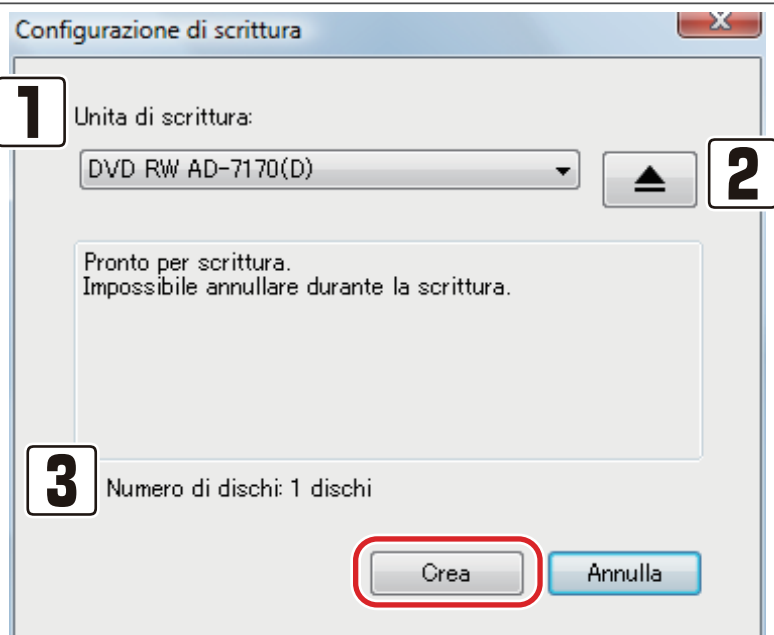 Configurazione di scrittura
1
Unita di scrittura:
DVD RW AD-7170(D)
2
Pronto per scrittura.
Impossibile annullare durante la scrittura.
3
Numero di dischi: 1 dischi
Crea
Annulla